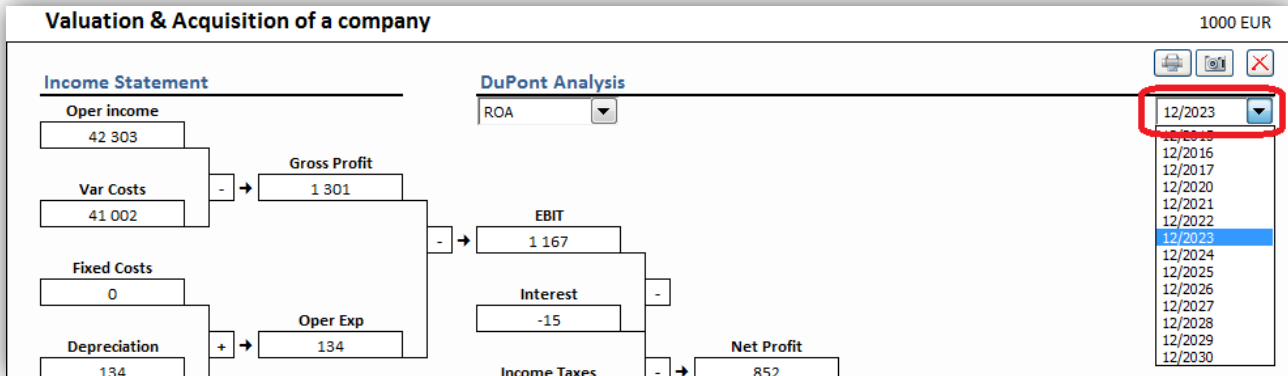 Valuation & Acquisition of a company
1000 EUR
Income Statement
DuPont Analysis
ROA
12/2023
Oper income
42 303
12/2015
12/2016
12/2017
12/2020
12/2021
12/2022
12/2023
12/2024
12/2025
12/2026
12/2027
12/2028
12/2029
12/2030
Gross Profit
Var Costs
- → 1 301
41 002
EBIT
- → 1 167
Fixed Costs
0
Interest
-
Oper Exp
-15
Depreciation
+ → 134
Net Profit
134
Income Taxes
- → 852